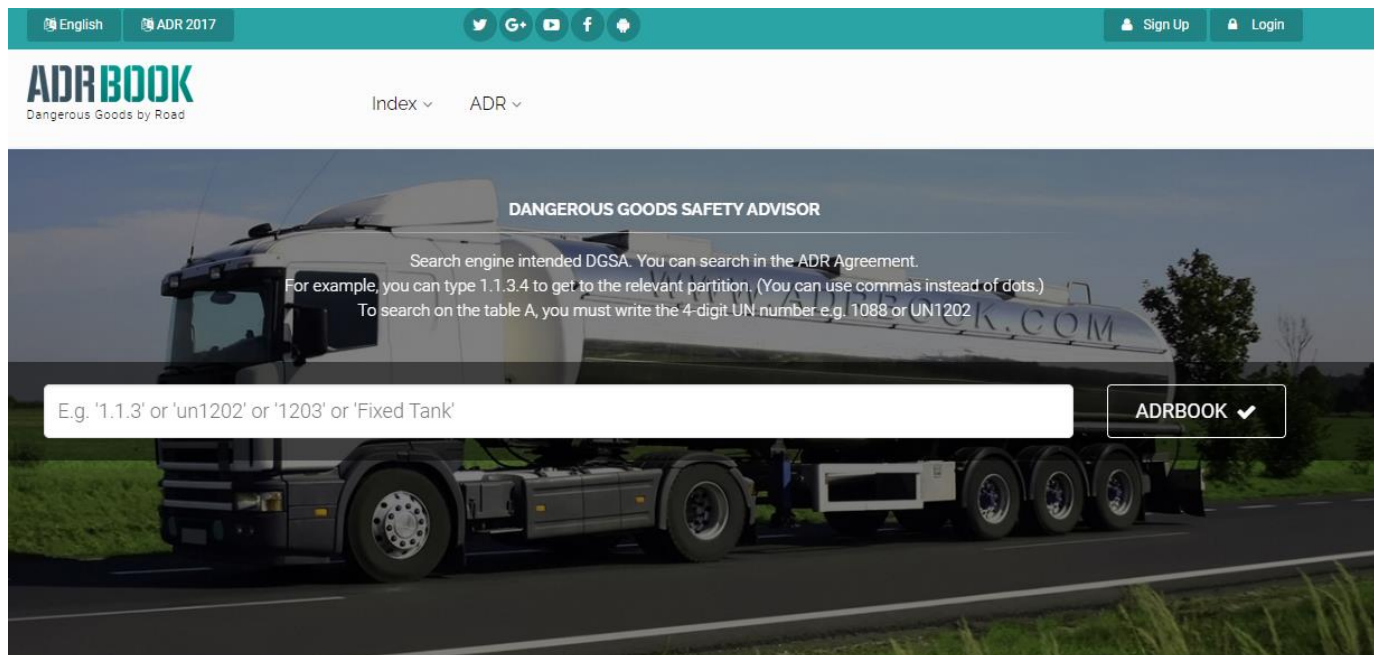 English
ADR 2017
Sign Up
Login
ADRBOOK
Dangerous Goods by Road
Index
ADR
DANGEROUS GOODS SAFETY ADVISOR
Search engine intended DGSA. You can search in the ADR Agreement.
For example, you can type 1.1.3.4 to get to the relevant partition. (You can use commas instead of dots.)
To search on the table A, you must write the 4-digit UN number e.g. 1088 or UN1202
WWW.ADRBOOK.COM
E.g. '1.1.3' or 'un1202' or '1203' or 'Fixed Tank'
ADRBOOK